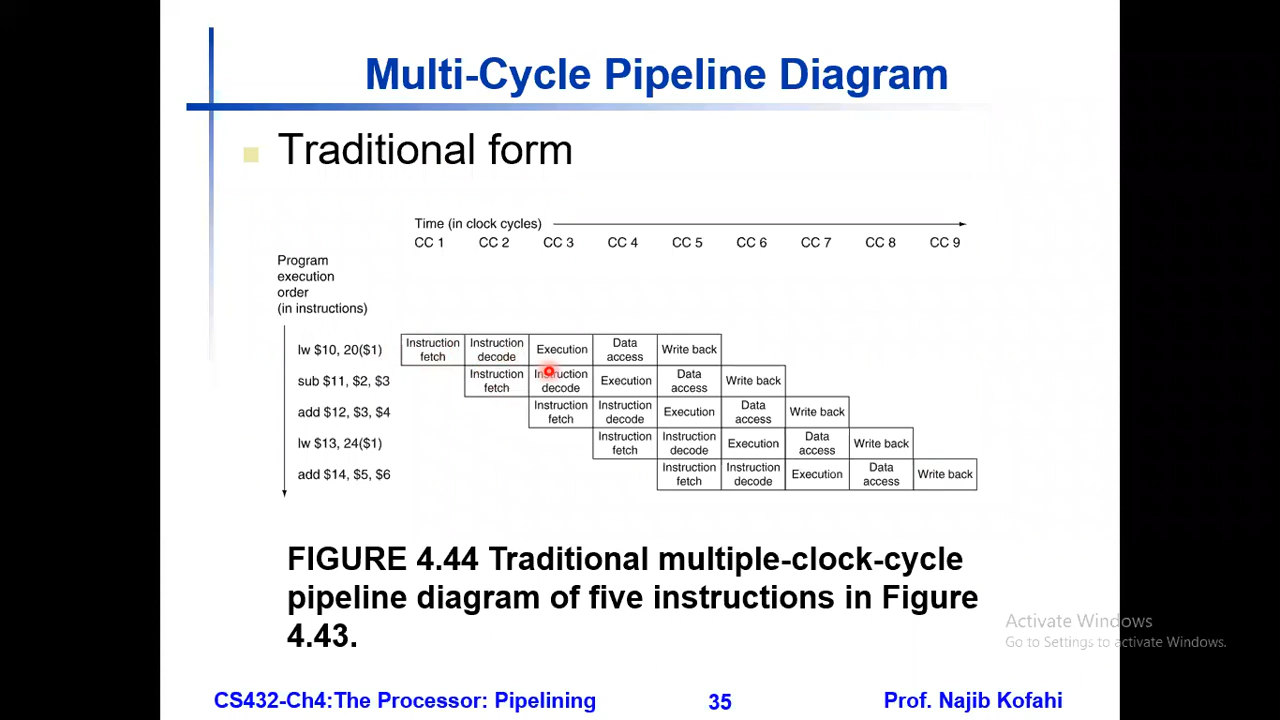 Multi-Cycle Pipeline Diagram
Traditional form
Time (in clock cycles)
CC 1 CC 2 CC 3 CC 4 CC 5 CC 6 CC 7 CC 8 CC 9
Program
execution
order
(in instructions)
lw $10, 20($1) Instruction fetch Instruction decode Execution Data access Write back
sub $11, $2, $3 Instruction fetch Instruction decode Execution Data access Write back
add $12, $3, $4 Instruction fetch Instruction decode Execution Data access Write back
lw $13, 24($1) Instruction fetch Instruction decode Execution Data access Write back
add $14, $5, $6 Instruction fetch Instruction decode Execution Data access Write back
FIGURE 4.44 Traditional multiple-clock-cycle
pipeline diagram of five instructions in Figure
4.43.
Activate Windows
Go to Settings to activate Windows.
CS432-Ch4:The Processor: Pipelining 35 Prof. Najib Kofahi